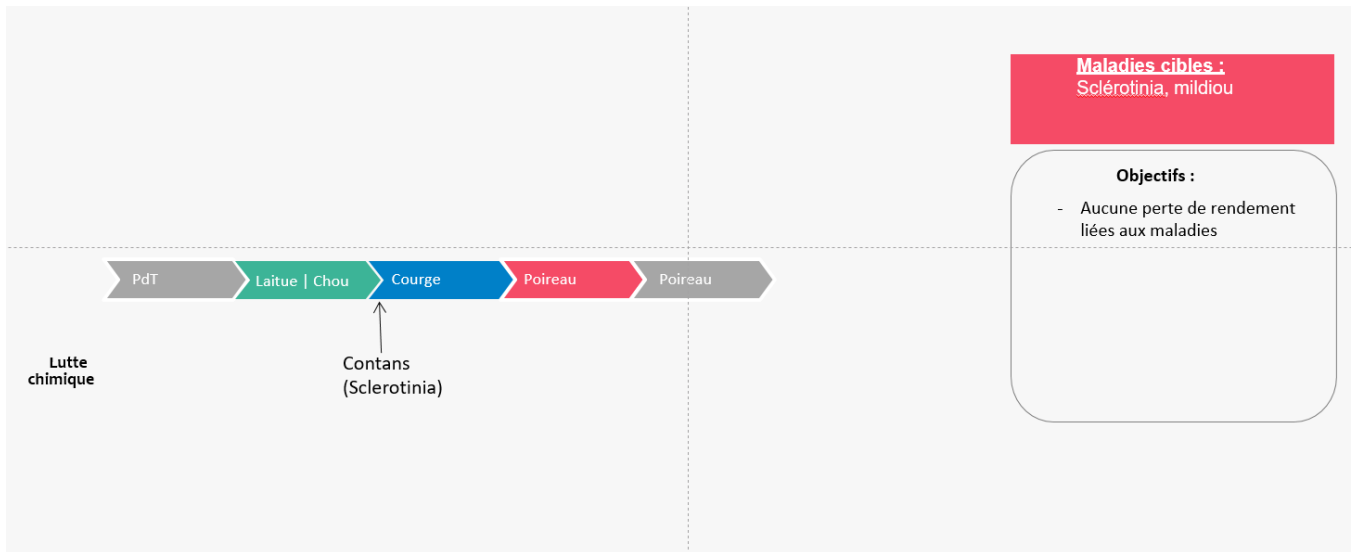 Maladies cibles :
Sclérotinia, mildiou
Objectifs :
- Aucune perte de rendement
liées aux maladies
PdT
Laitue | Chou
Courge
Poireau
Poireau
Contans
(Sclerotinia)
Lutte
chimique